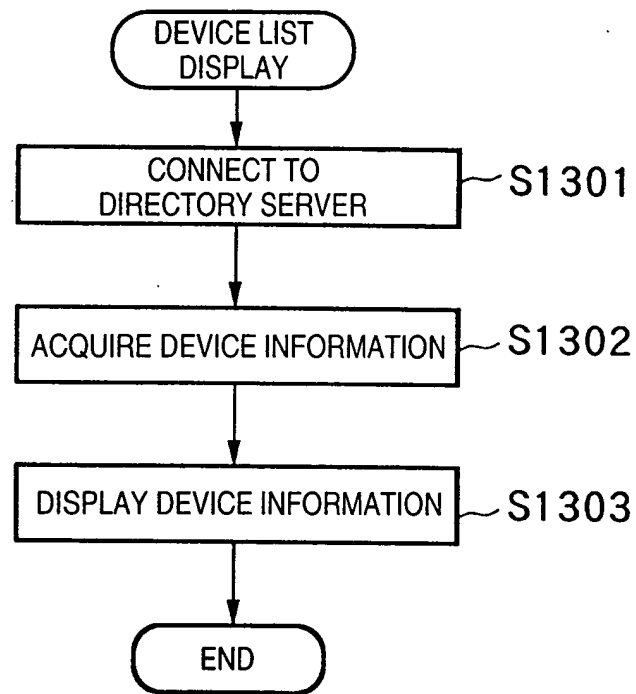 DEVICE LIST
DISPLAY
CONNECT TO
DIRECTORY SERVER
S1301
ACQUIRE DEVICE INFORMATION
S1302
DISPLAY DEVICE INFORMATION
S1303
END